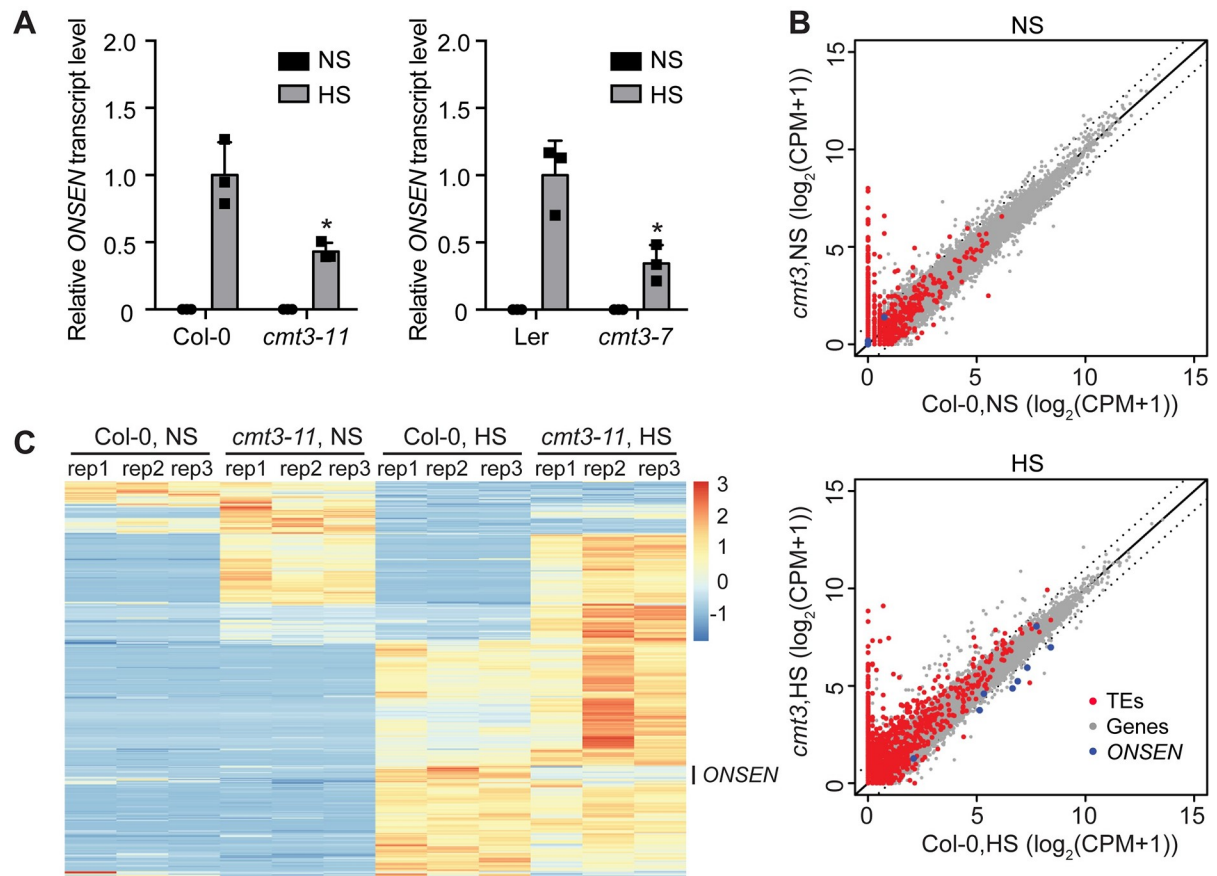 A
Relative ONSEN transcript level
2.0
1.5
1.0
0.5
0
NS
HS
*
Col-0
cmt3-11
Relative ONSEN transcript level
2.0
1.5
1.0
0.5
0
NS
HS
*
Ler
cmt3-7
B
NS
cmt3,NS (log2(CPM+1))
15
10
5
0
0 5 10 15
Col-0,NS (log2(CPM+1))
HS
cmt3,HS (log2(CPM+1))
15
10
5
0
TEs
Genes
ONSEN
0 5 10 15
Col-0,HS (log2(CPM+1))
C
Col-0, NS cmt3-11, NS Col-0, HS cmt3-11, HS
rep1 rep2 rep3 rep1 rep2 rep3 rep1 rep2 rep3 rep1 rep2 rep3
3
2
1
0
-1
ONSEN